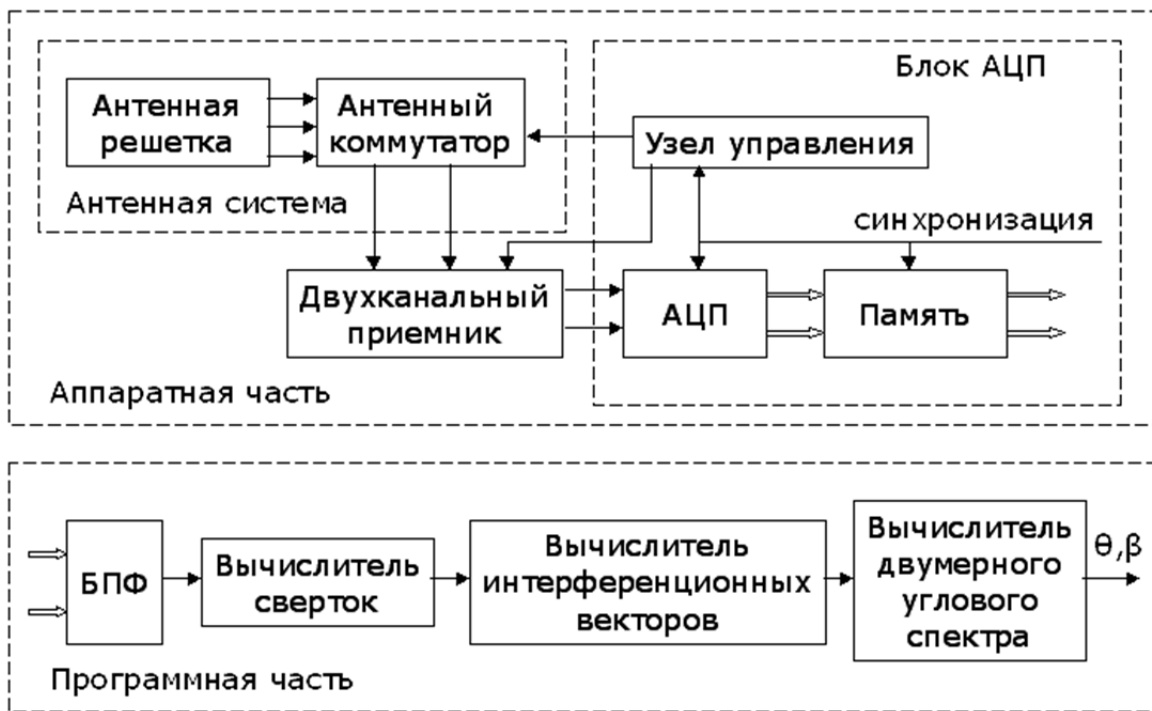 Блок АЦП
Антенная
решетка
Антенный
коммутатор
Узел управления
Антенная система
синхронизация
Двухканальный
приемник
АЦП
Память
Аппаратная часть
БПФ
Вычислитель
сверток
Вычислитель
интерференционных
векторов
Вычислитель
двумерного
углового
спектра
θ,β
Программная часть